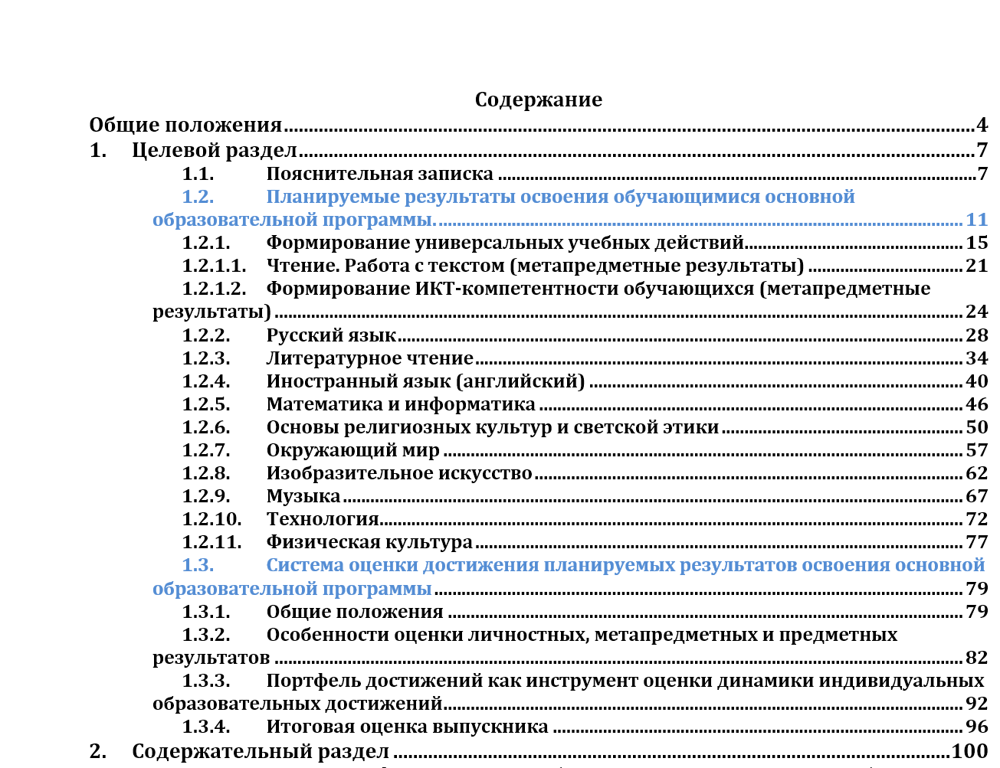 Содержание
Общие положения 4
1. Целевой раздел 7
1.1. Пояснительная записка 7
1.2. Планируемые результаты освоения обучающимися основной
образовательной программы. 11
1.2.1. Формирование универсальных учебных действий 15
1.2.1.1. Чтение. Работа с текстом (метапредметные результаты) 21
1.2.1.2. Формирование ИКТ-компетентности обучающихся (метапредметные
результаты) 24
1.2.2. Русский язык 28
1.2.3. Литературное чтение 34
1.2.4. Иностранный язык (английский) 40
1.2.5. Математика и информатика 46
1.2.6. Основы религиозных культур и светской этики 50
1.2.7. Окружающий мир 57
1.2.8. Изобразительное искусство 62
1.2.9. Музыка 67
1.2.10. Технология 72
1.2.11. Физическая культура 77
1.3. Система оценки достижения планируемых результатов освоения основной
образовательной программы 79
1.3.1. Общие положения 79
1.3.2. Особенности оценки личностных, метапредметных и предметных
результатов 82
1.3.3. Портфель достижений как инструмент оценки динамики индивидуальных
образовательных достижений 92
1.3.4. Итоговая оценка выпускника 96
2. Содержательный раздел 100